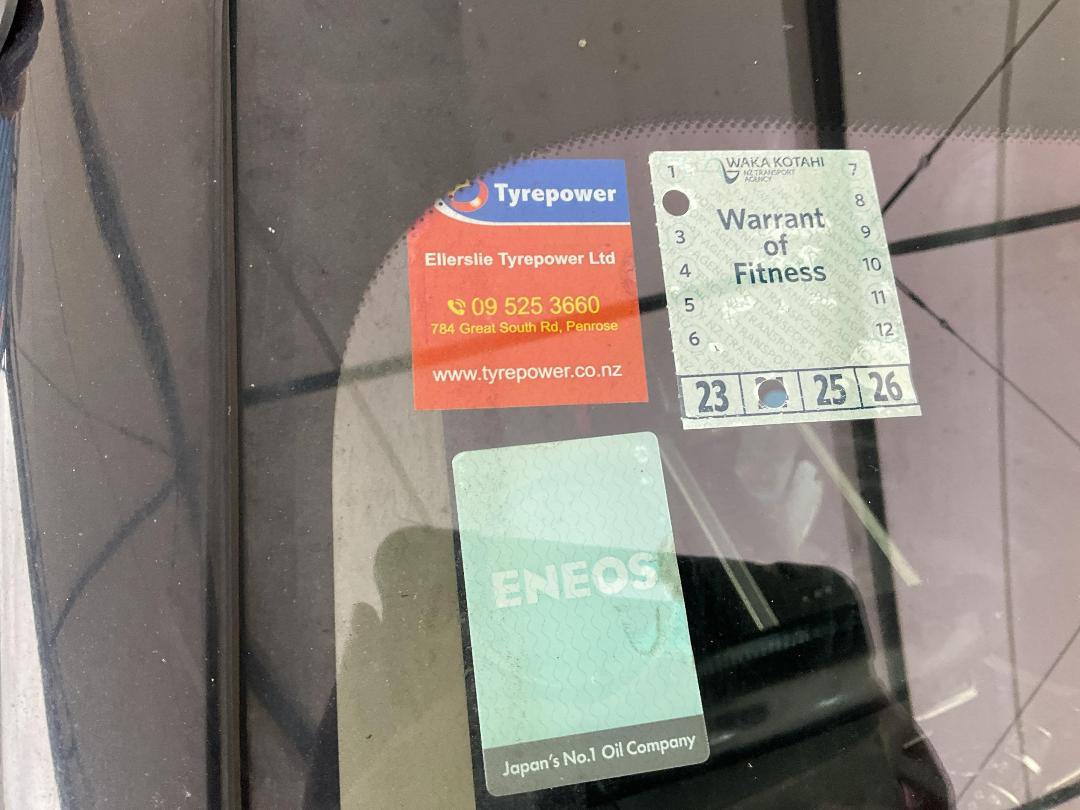 Tyrepower
Ellerslie Tyrepower Ltd
09 525 3660
784 Great South Rd, Penrose
www.tyrepower.co.nz
WAKA KOTAHI
NZ TRANSPORT
AGENCY
Warrant
of
Fitness
1
3
4
5
6
7
8
9
10
11
12
23 25 26
ENEOS
Japan's No.1 Oil Company